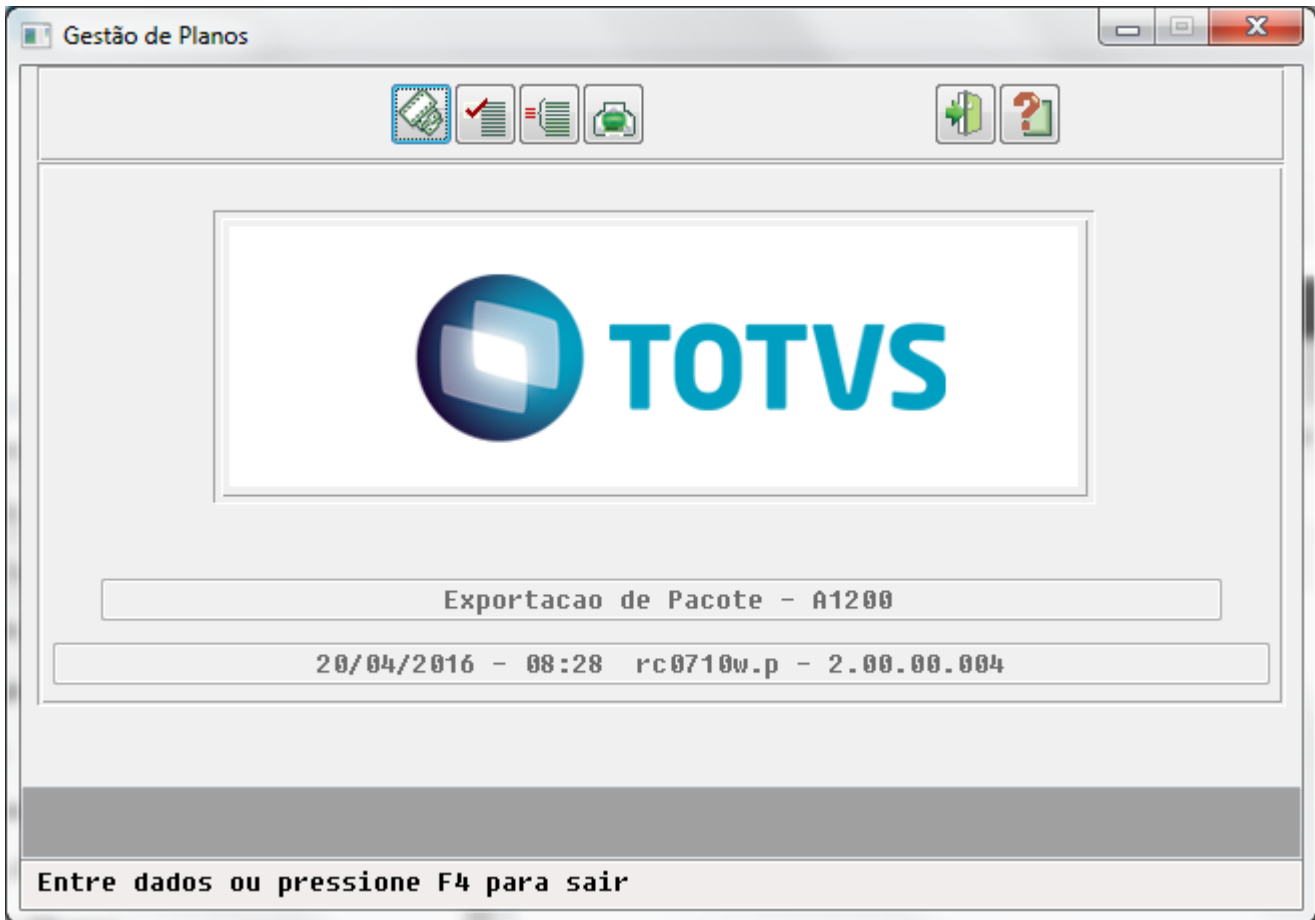 Gestão de Planos
TOTVS
Exportacao de Pacote - A1200
20/04/2016 - 08:28 rc0710w.p - 2.00.00.004
Entre dados ou pressione F4 para sair